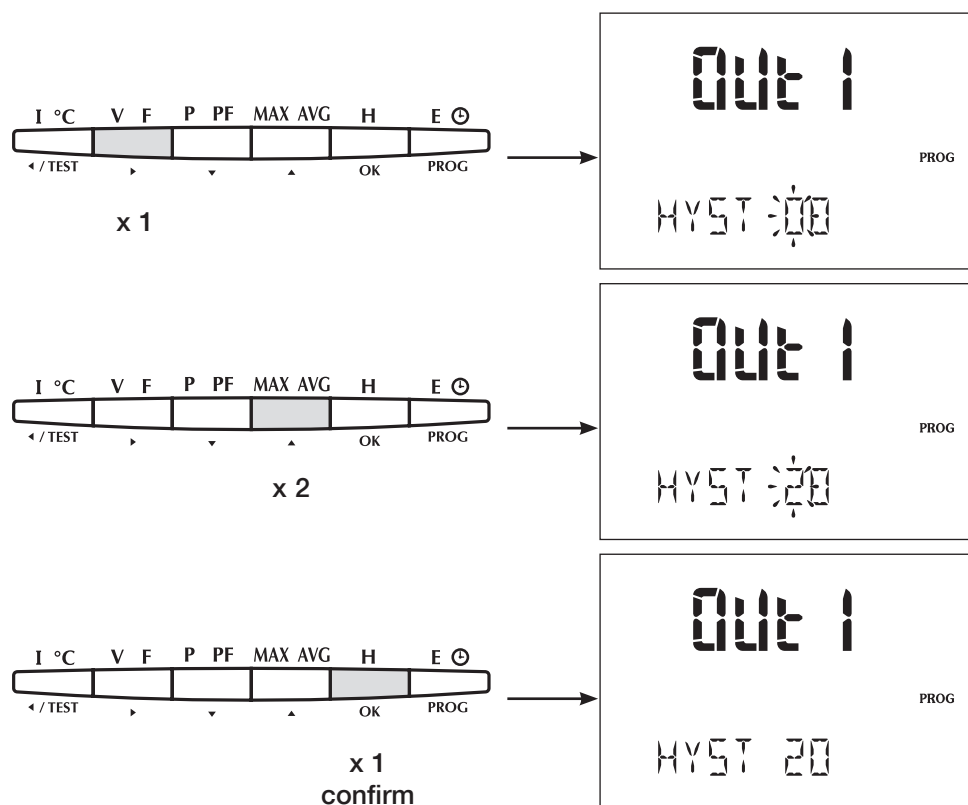 I °C V F P PF MAX AVG H E
/ TEST OK PROG
x 1
OUt 1
PROG
HYST 00
I °C V F P PF MAX AVG H E
/ TEST OK PROG
x 2
OUt 1
PROG
HYST 20
I °C V F P PF MAX AVG H E
/ TEST OK PROG
x 1
confirm
OUt 1
PROG
HYST 20